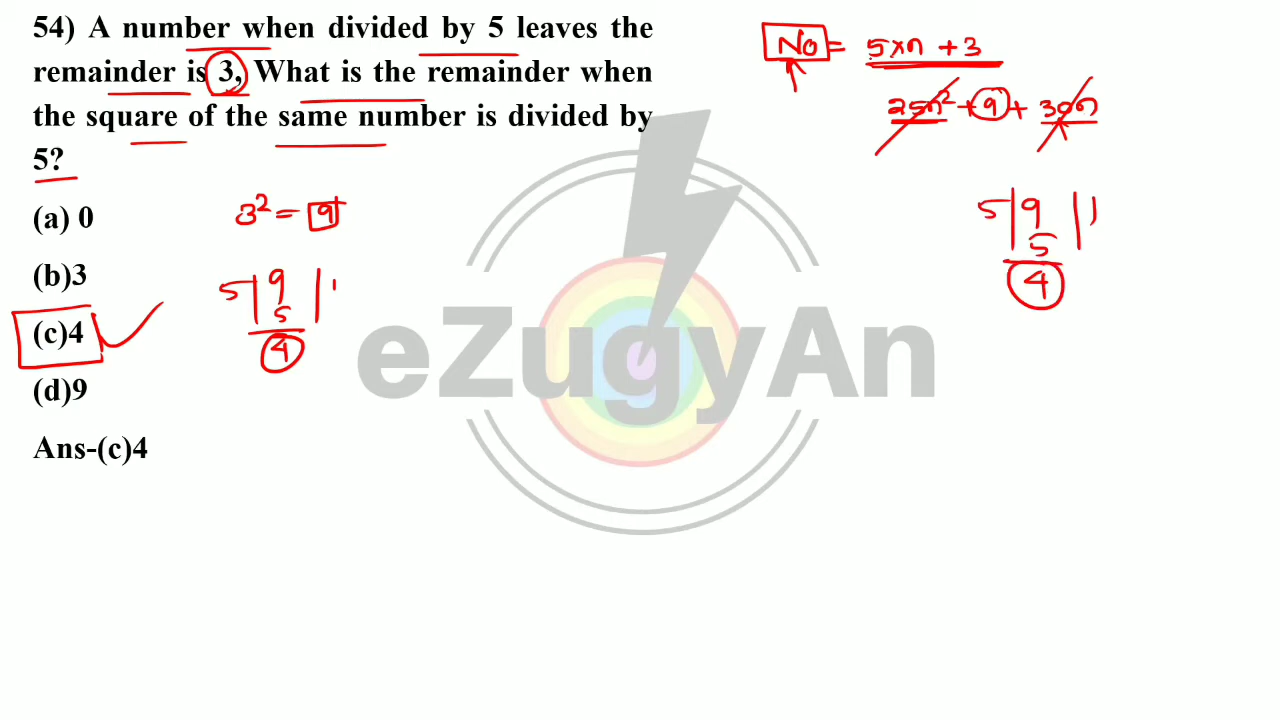 54) A number when divided by 5 leaves the
remainder is 3, What is the remainder when
the square of the same number is divided by
5?
(a) 0
(b)3
(c)4
(d)9
Ans-(c)4
3² = 9
5 9 1
5
4
No = 5×n + 3
25n² + 9 + 30n
5 9 1
5
4
eZugyAn